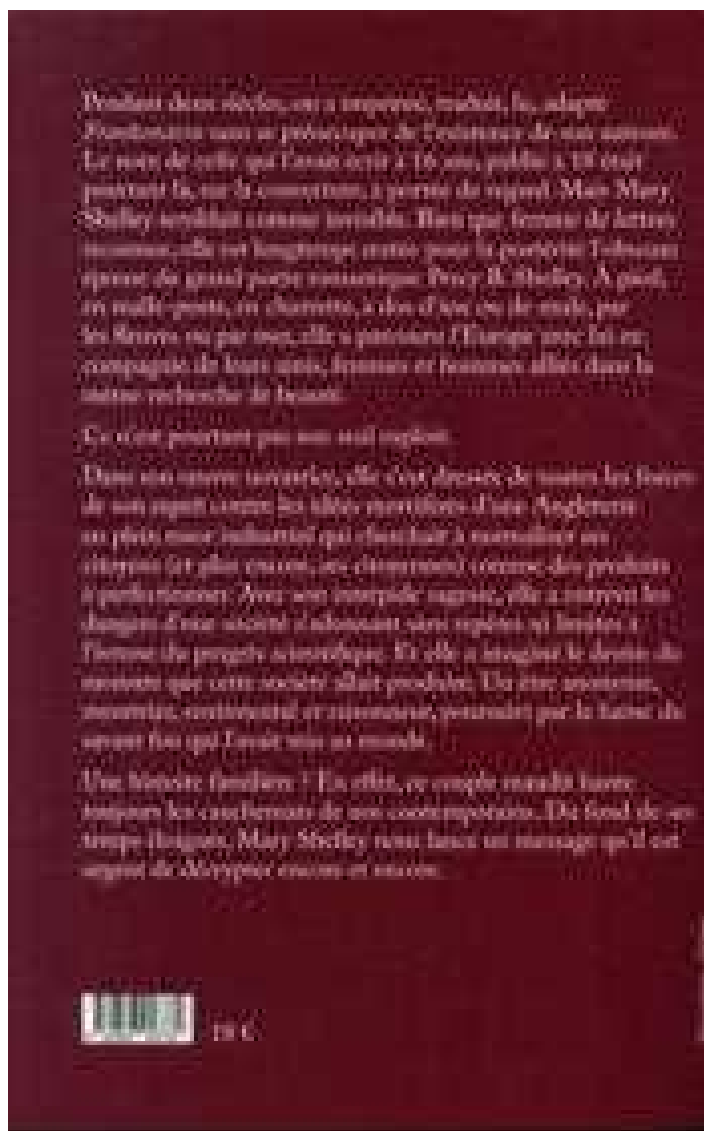 Pendant deux siècles, on a imprimé, traduit, lu, adapté
Frankenstein sans se préoccuper de l'existence de son auteure.
Le nom de celle qui l'avait écrit à 16 ans, publié à 18 était
pourtant là, sur la couverture, à portée de regard. Mais Mary
Shelley semblait comme invisible. Bien que femme de lettres
reconnue, elle est longtemps restée pour la postérité l'obscure
épouse du grand poète romantique Percy B. Shelley. À pied,
en malle-poste, en charrette, à dos d'âne ou de mule, par
les fleuves ou par mer, elle a parcouru l'Europe avec lui en
compagnie de leurs amis, femmes et hommes alliés dans la
même recherche de beauté.
Ce n'est pourtant pas son seul exploit.
Dans son œuvre novatrice, elle s'est dressée de toutes les forces
de son esprit contre les idées mortifères d'une Angleterre
en plein essor industriel qui cherchait à normaliser ses
citoyens (et plus encore, ses citoyennes) comme des produits
à perfectionner. Avec son intrépide sagesse, elle a entrevu les
dangers d'une société s'adonnant sans repères ni limites à
l'ivresse du progrès scientifique. Et elle a imaginé le destin du
monstre que cette société allait produire. Un être anonyme,
meurtrier, sentimental et raisonneur, poursuivi par la haine du
savant fou qui l'avait mis au monde.
Une histoire familière ? En effet, ce couple maudit hante
toujours les cauchemars de nos contemporains. Du fond de ses
temps éloignés, Mary Shelley nous lance un message qu'il est
urgent de décrypter encore et encore.
18 €